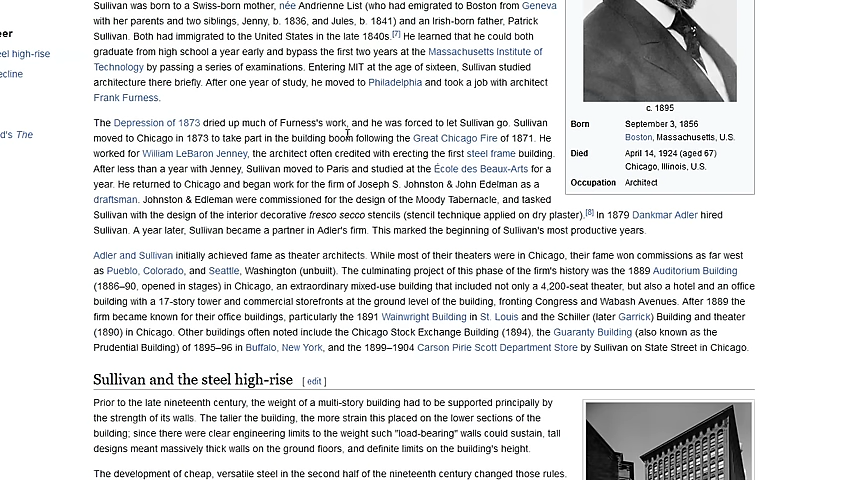 Sullivan was born to a Swiss-born mother, née Andrienne List (who had emigrated to Boston from Geneva
with her parents and two siblings, Jenny, b. 1836, and Jules, b. 1841) and an Irish-born father, Patrick
Sullivan. Both had immigrated to the United States in the late 1840s.[7] He learned that he could both
graduate from high school a year early and bypass the first two years at the Massachusetts Institute of
Technology by passing a series of examinations. Entering MIT at the age of sixteen, Sullivan studied
architecture there briefly. After one year of study, he moved to Philadelphia and took a job with architect
Frank Furness.
The Depression of 1873 dried up much of Furness's work, and he was forced to let Sullivan go. Sullivan
moved to Chicago in 1873 to take part in the building boom following the Great Chicago Fire of 1871. He
worked for William LeBaron Jenney, the architect often credited with erecting the first steel frame building.
After less than a year with Jenney, Sullivan moved to Paris and studied at the École des Beaux-Arts for a
year. He returned to Chicago and began work for the firm of Joseph S. Johnston & John Edelman as a
draftsman. Johnston & Edleman were commissioned for the design of the Moody Tabernacle, and tasked
Sullivan with the design of the interior decorative fresco secco stencils (stencil technique applied on dry plaster).[8] In 1879 Dankmar Adler hired
Sullivan. A year later, Sullivan became a partner in Adler's firm. This marked the beginning of Sullivan's most productive years.
Adler and Sullivan initially achieved fame as theater architects. While most of their theaters were in Chicago, their fame won commissions as far west
as Pueblo, Colorado, and Seattle, Washington (unbuilt). The culminating project of this phase of the firm's history was the 1889 Auditorium Building
(1886–90, opened in stages) in Chicago, an extraordinary mixed-use building that included not only a 4,200-seat theater, but also a hotel and an office
building with a 17-story tower and commercial storefronts at the ground level of the building, fronting Congress and Wabash Avenues. After 1889 the
firm became known for their office buildings, particularly the 1891 Wainwright Building in St. Louis and the Schiller (later Garrick) Building and theater
(1890) in Chicago. Other buildings often noted include the Chicago Stock Exchange Building (1894), the Guaranty Building (also known as the
Prudential Building) of 1895–96 in Buffalo, New York, and the 1899–1904 Carson Pirie Scott Department Store by Sullivan on State Street in Chicago.
Sullivan and the steel high-rise [ edit ]
Prior to the late nineteenth century, the weight of a multi-story building had to be supported principally by
the strength of its walls. The taller the building, the more strain this placed on the lower sections of the
building; since there were clear engineering limits to the weight such "load-bearing" walls could sustain, tall
designs meant massively thick walls on the ground floors, and definite limits on the building's height.
The development of cheap, versatile steel in the second half of the nineteenth century changed those rules.
c. 1895
Born September 3, 1856
Boston, Massachusetts, U.S.
Died April 14, 1924 (aged 67)
Chicago, Illinois, U.S.
Occupation Architect
er
eel high-rise
ecline
d's The